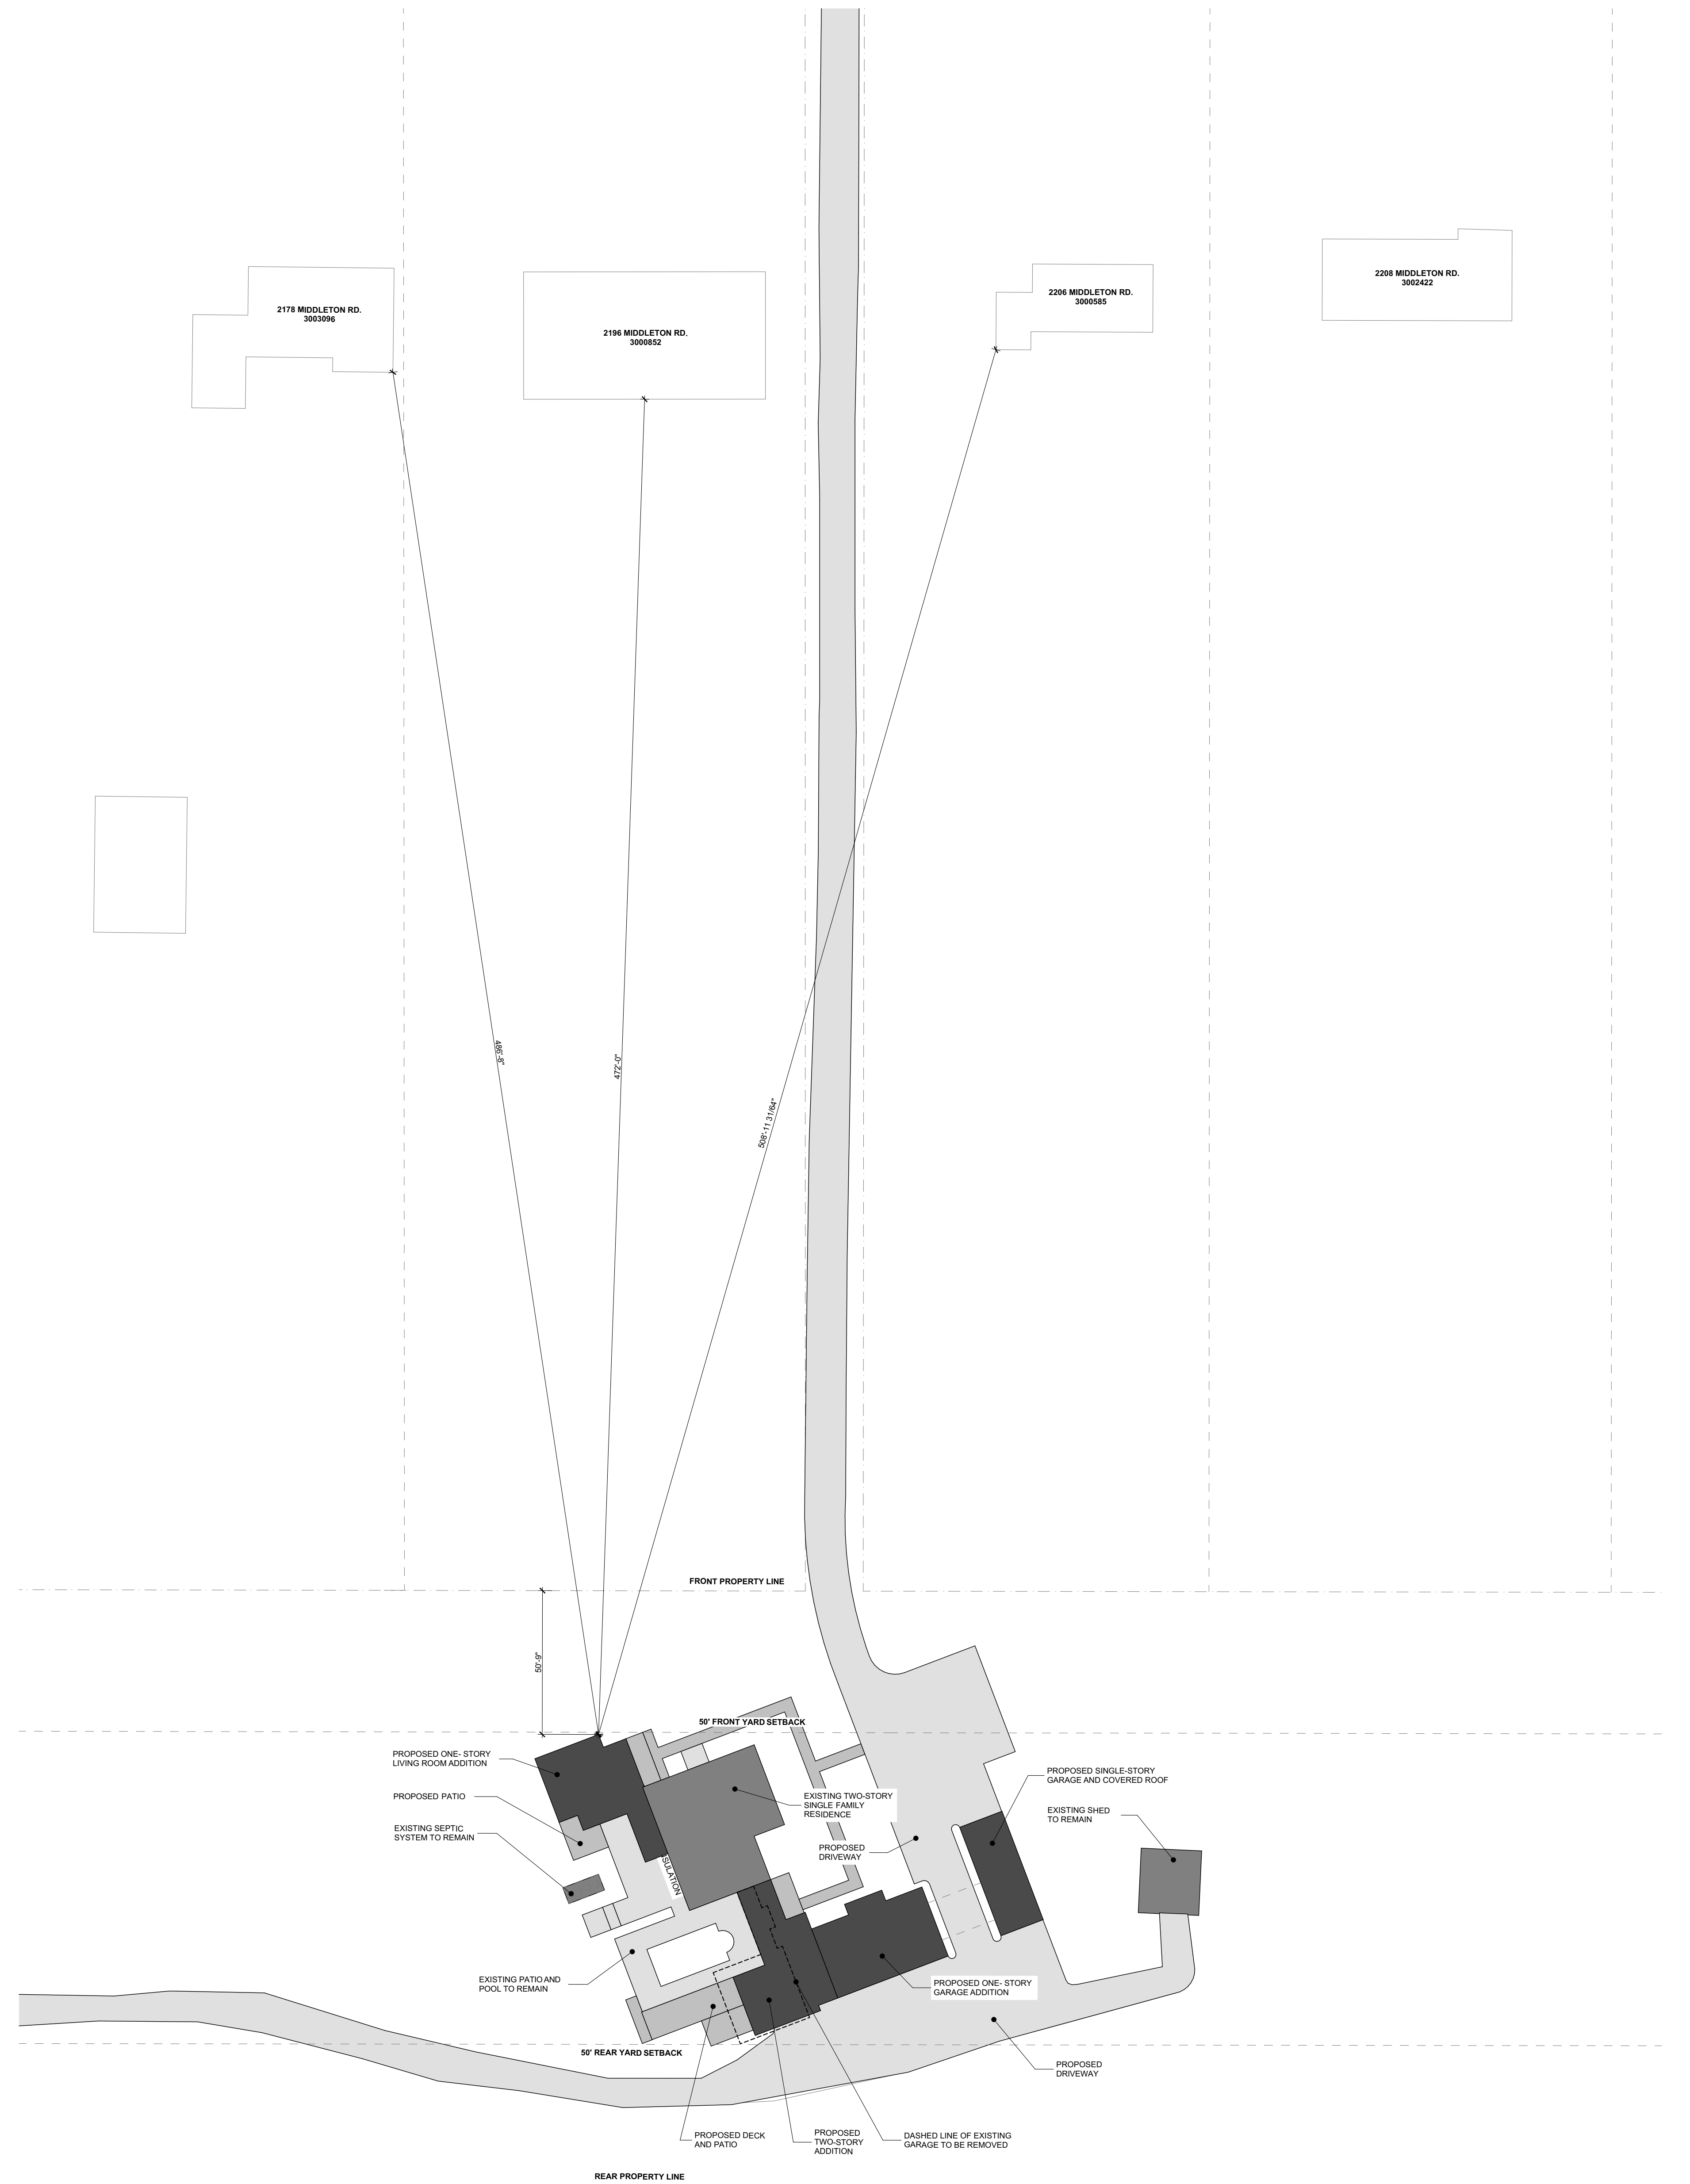 2208 MIDDLETON RD.
3002422
2206 MIDDLETON RD.
3000585
2178 MIDDLETON RD.
3003096
2196 MIDDLETON RD.
3000852
486'-8"
472'-0"
508'-11 31/64"
FRONT PROPERTY LINE
50'-9"
50' FRONT YARD SETBACK
PROPOSED ONE- STORY
LIVING ROOM ADDITION
PROPOSED PATIO
EXISTING SEPTIC
SYSTEM TO REMAIN
EXISTING TWO-STORY
SINGLE FAMILY
RESIDENCE
PROPOSED
DRIVEWAY
PROPOSED SINGLE-STORY
GARAGE AND COVERED ROOF
EXISTING SHED
TO REMAIN
SULATION
EXISTING PATIO AND
POOL TO REMAIN
PROPOSED ONE- STORY
GARAGE ADDITION
50' REAR YARD SETBACK
PROPOSED
DRIVEWAY
PROPOSED DECK
AND PATIO
PROPOSED
TWO-STORY
ADDITION
DASHED LINE OF EXISTING
GARAGE TO BE REMOVED
REAR PROPERTY LINE